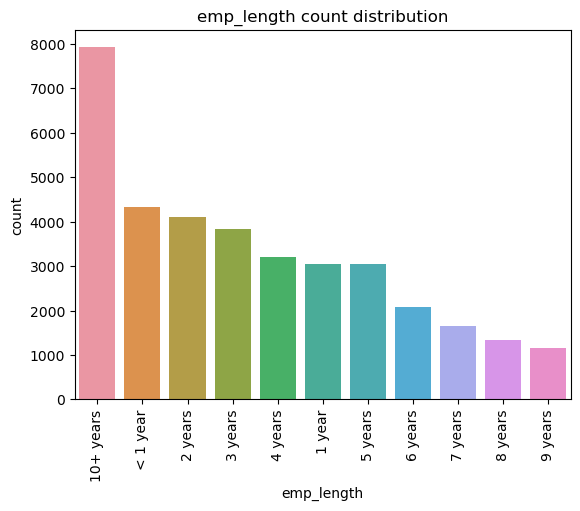 emp_length count distribution
count
8000
7000
6000
5000
4000
3000
2000
1000
0
10+ years
< 1 year
2 years
3 years
4 years
1 year
5 years
6 years
7 years
8 years
9 years
emp_length